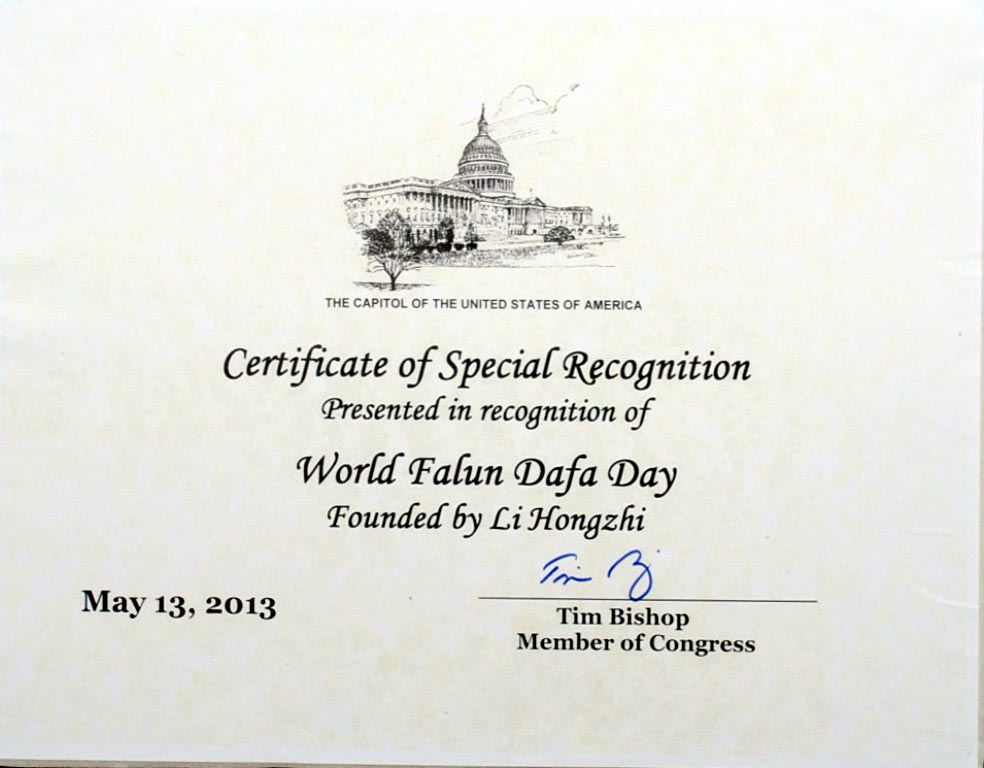 THE CAPITOL OF THE UNITED STATES OF AMERICA
Certificate of Special Recognition
Presented in recognition of
World Falun Dafa Day
Founded by Li Hongzhi
May 13, 2013
Tim Bishop
Member of Congress